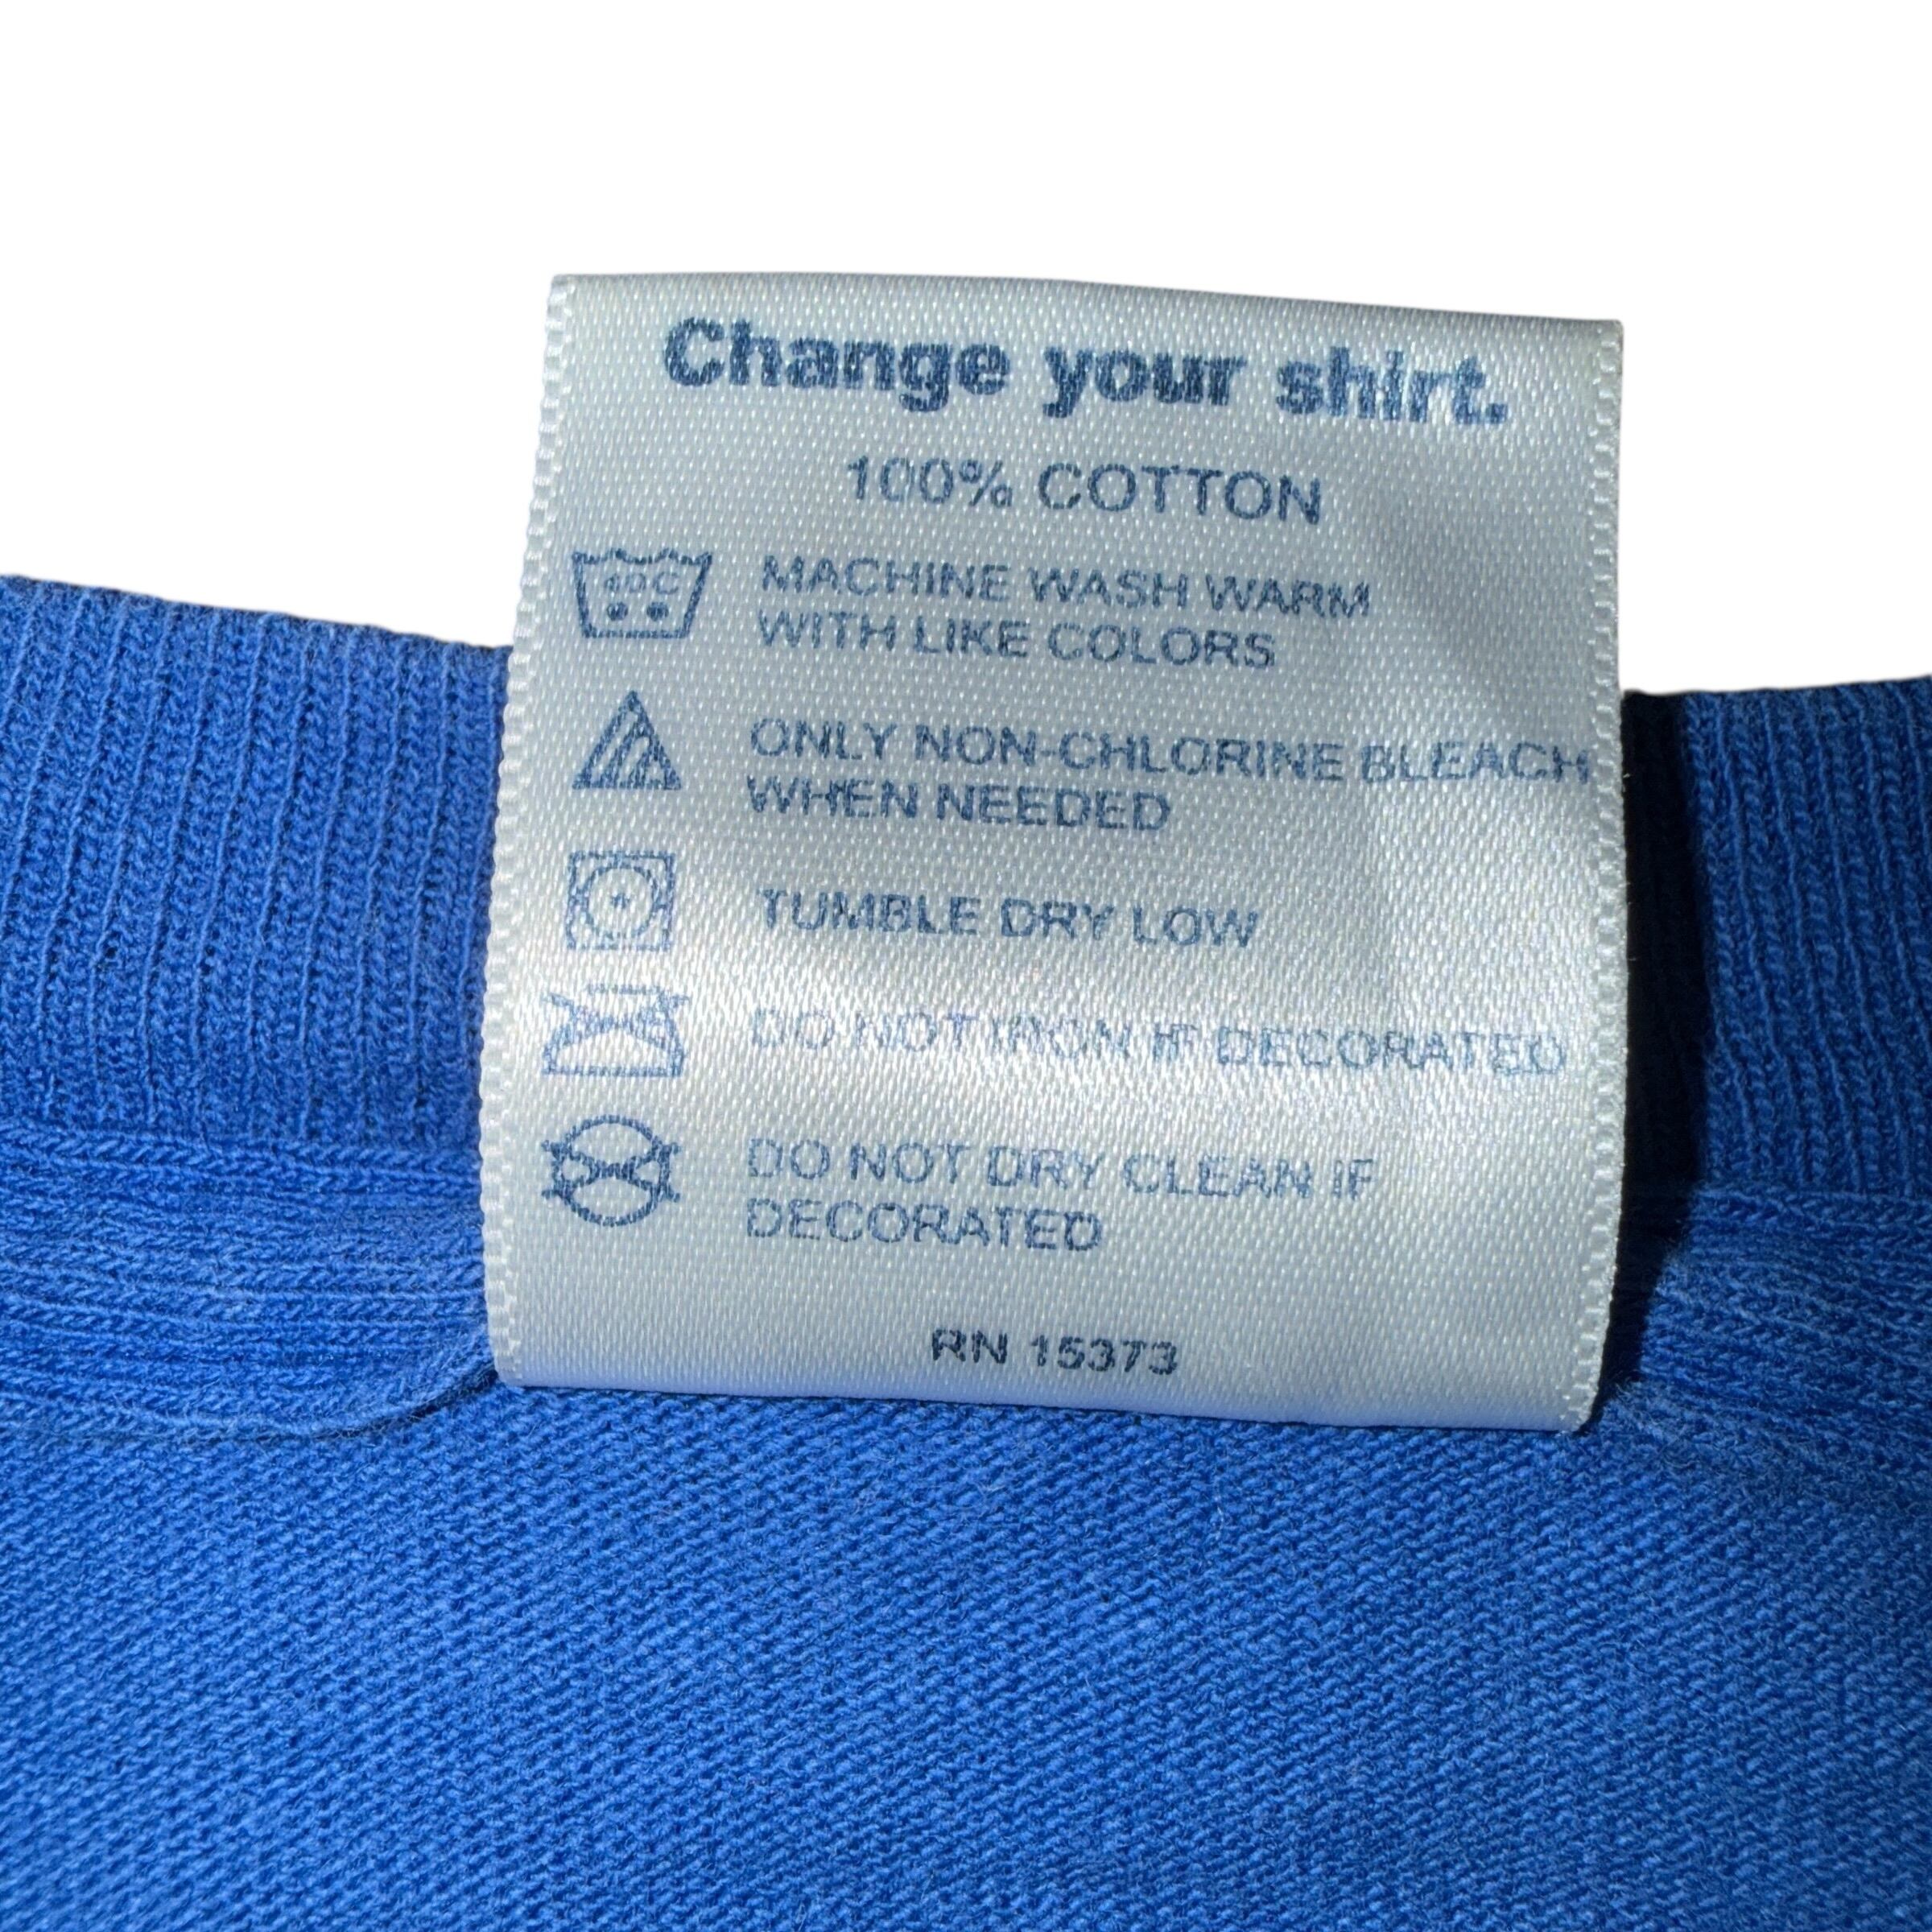 Change your shirt.
100% COTTON
40C
MACHINE WASH WARM
WITH LIKE COLORS
ONLY NON-CHLORINE BLEACH
WHEN NEEDED
TUMBLE DRY LOW
DO NOT IRON IF DECORATED
DO NOT DRY CLEAN IF
DECORATED
RN 15373